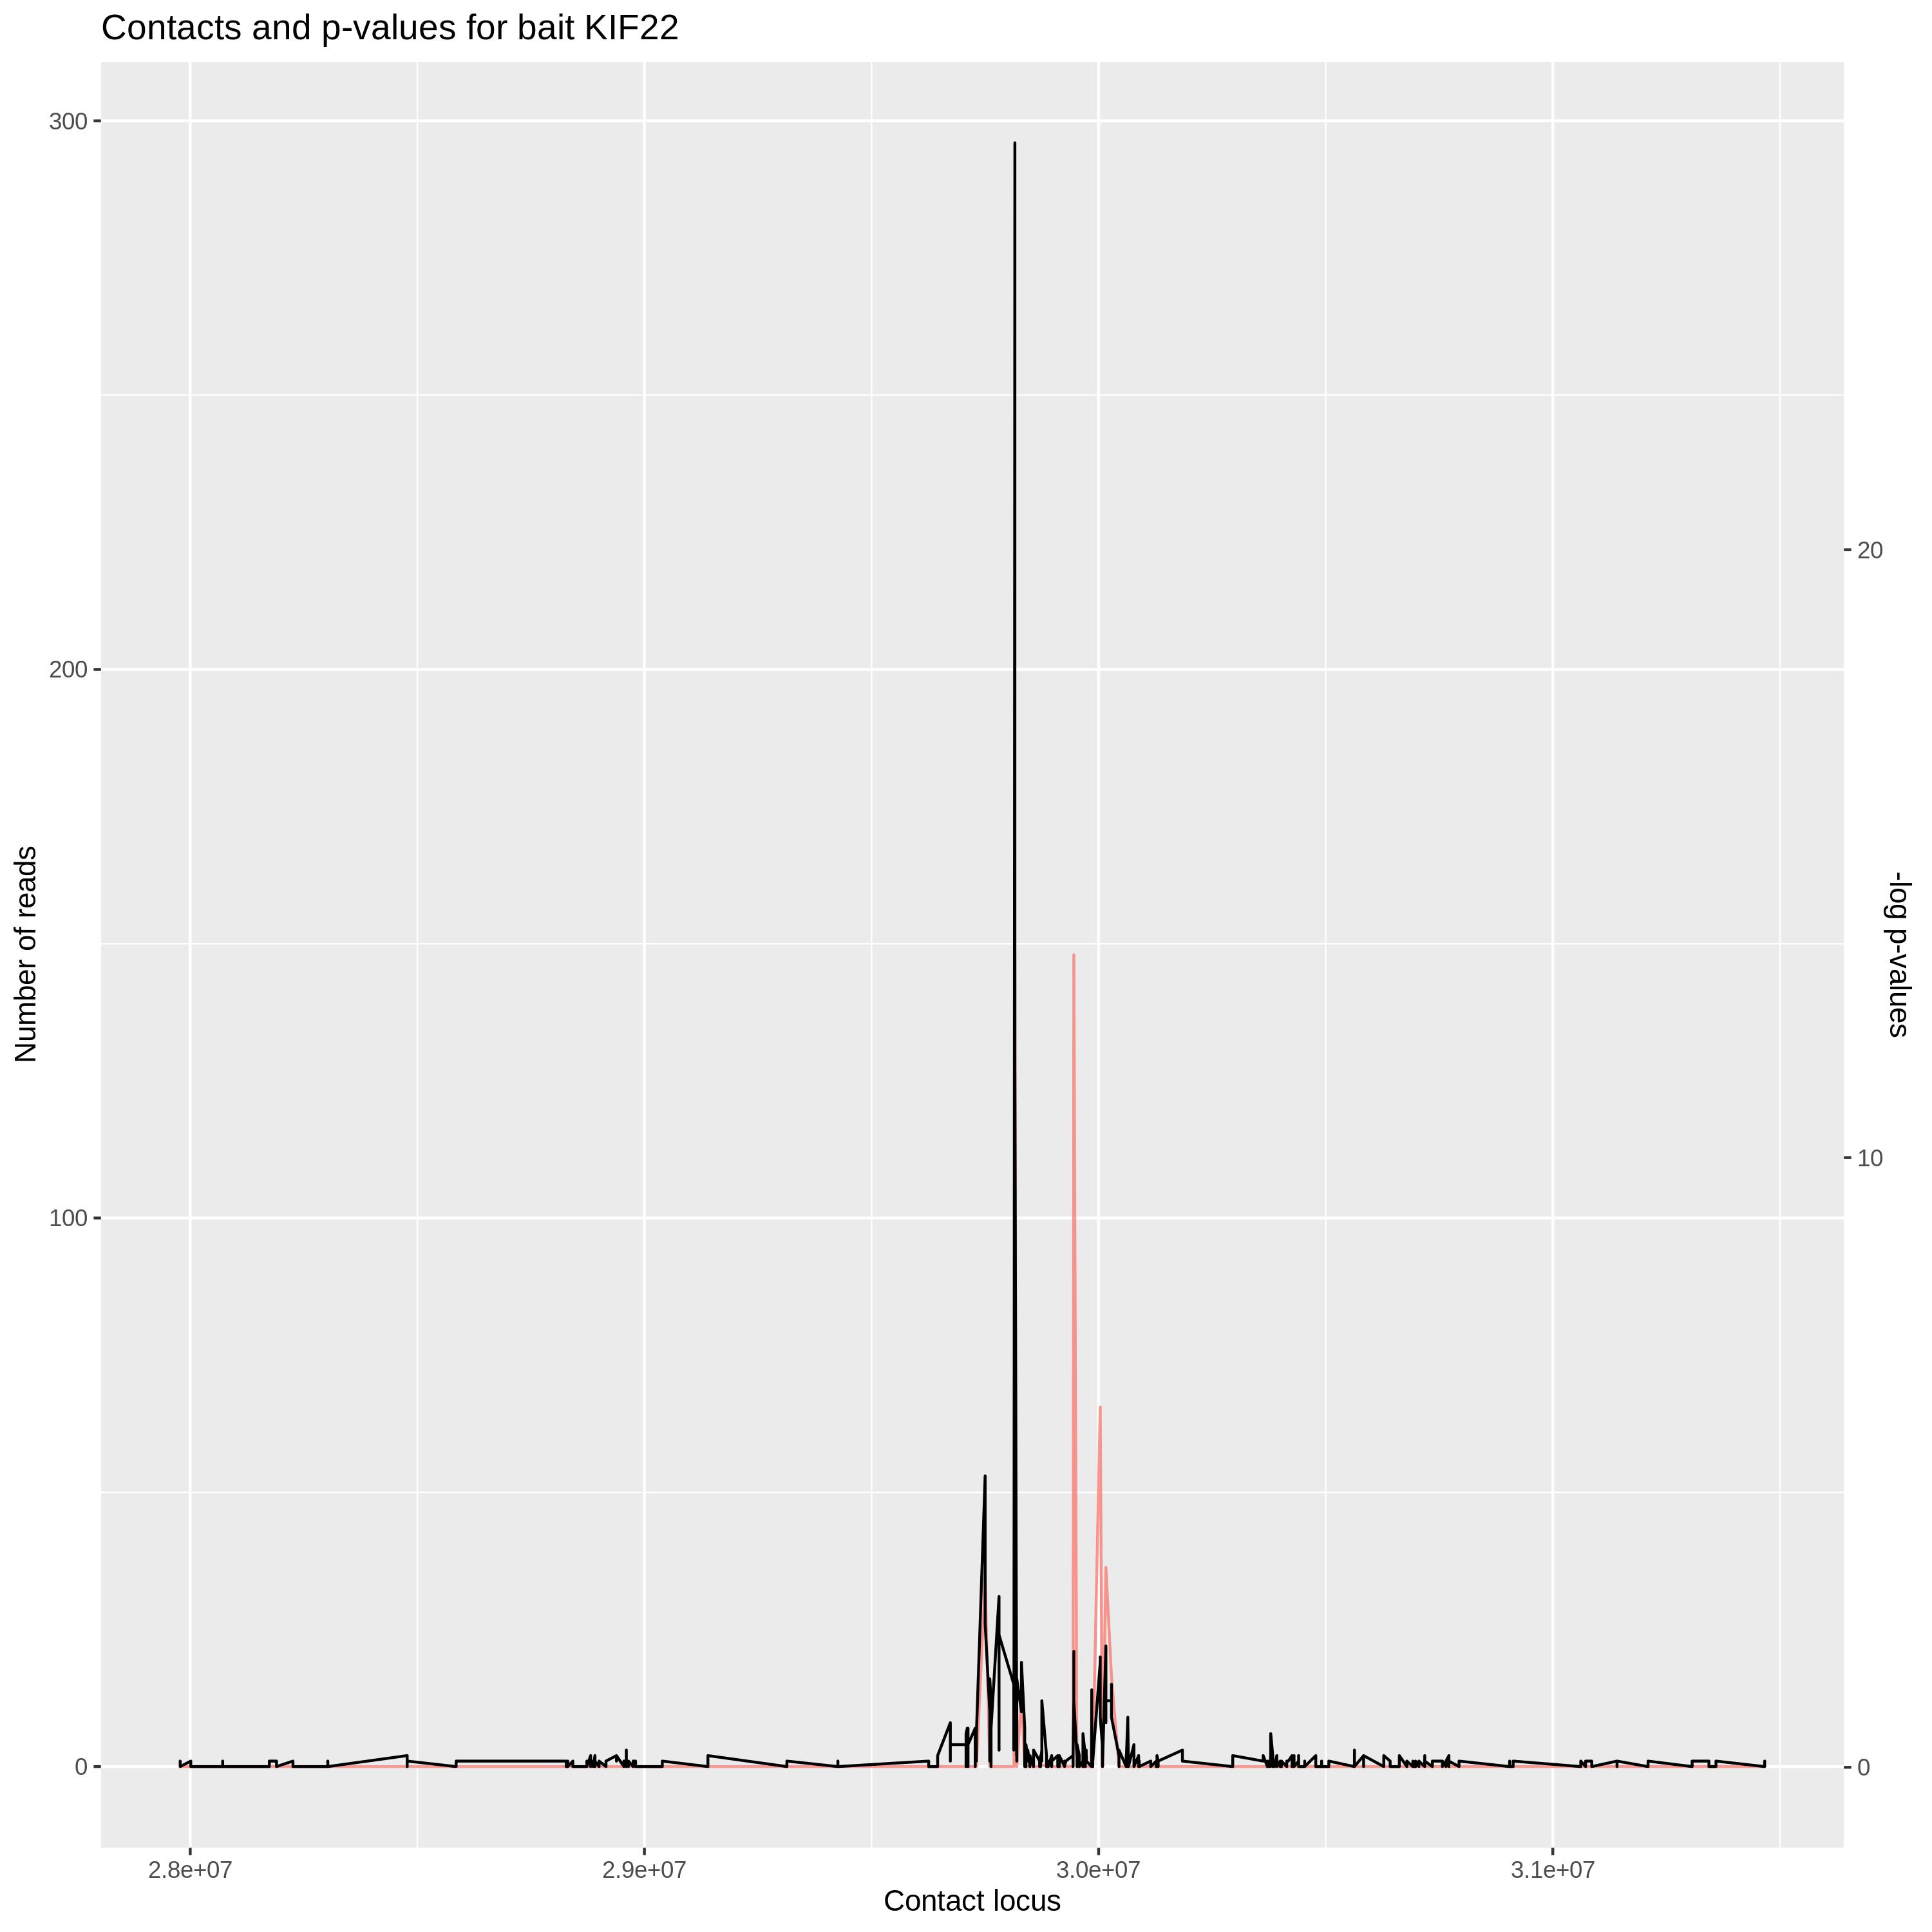 Contacts and p-values for bait KIF22
300
200
100
0
Number of reads
20
10
0
-log p-values
2.8e+07
2.9e+07
3.0e+07
3.1e+07
Contact locus